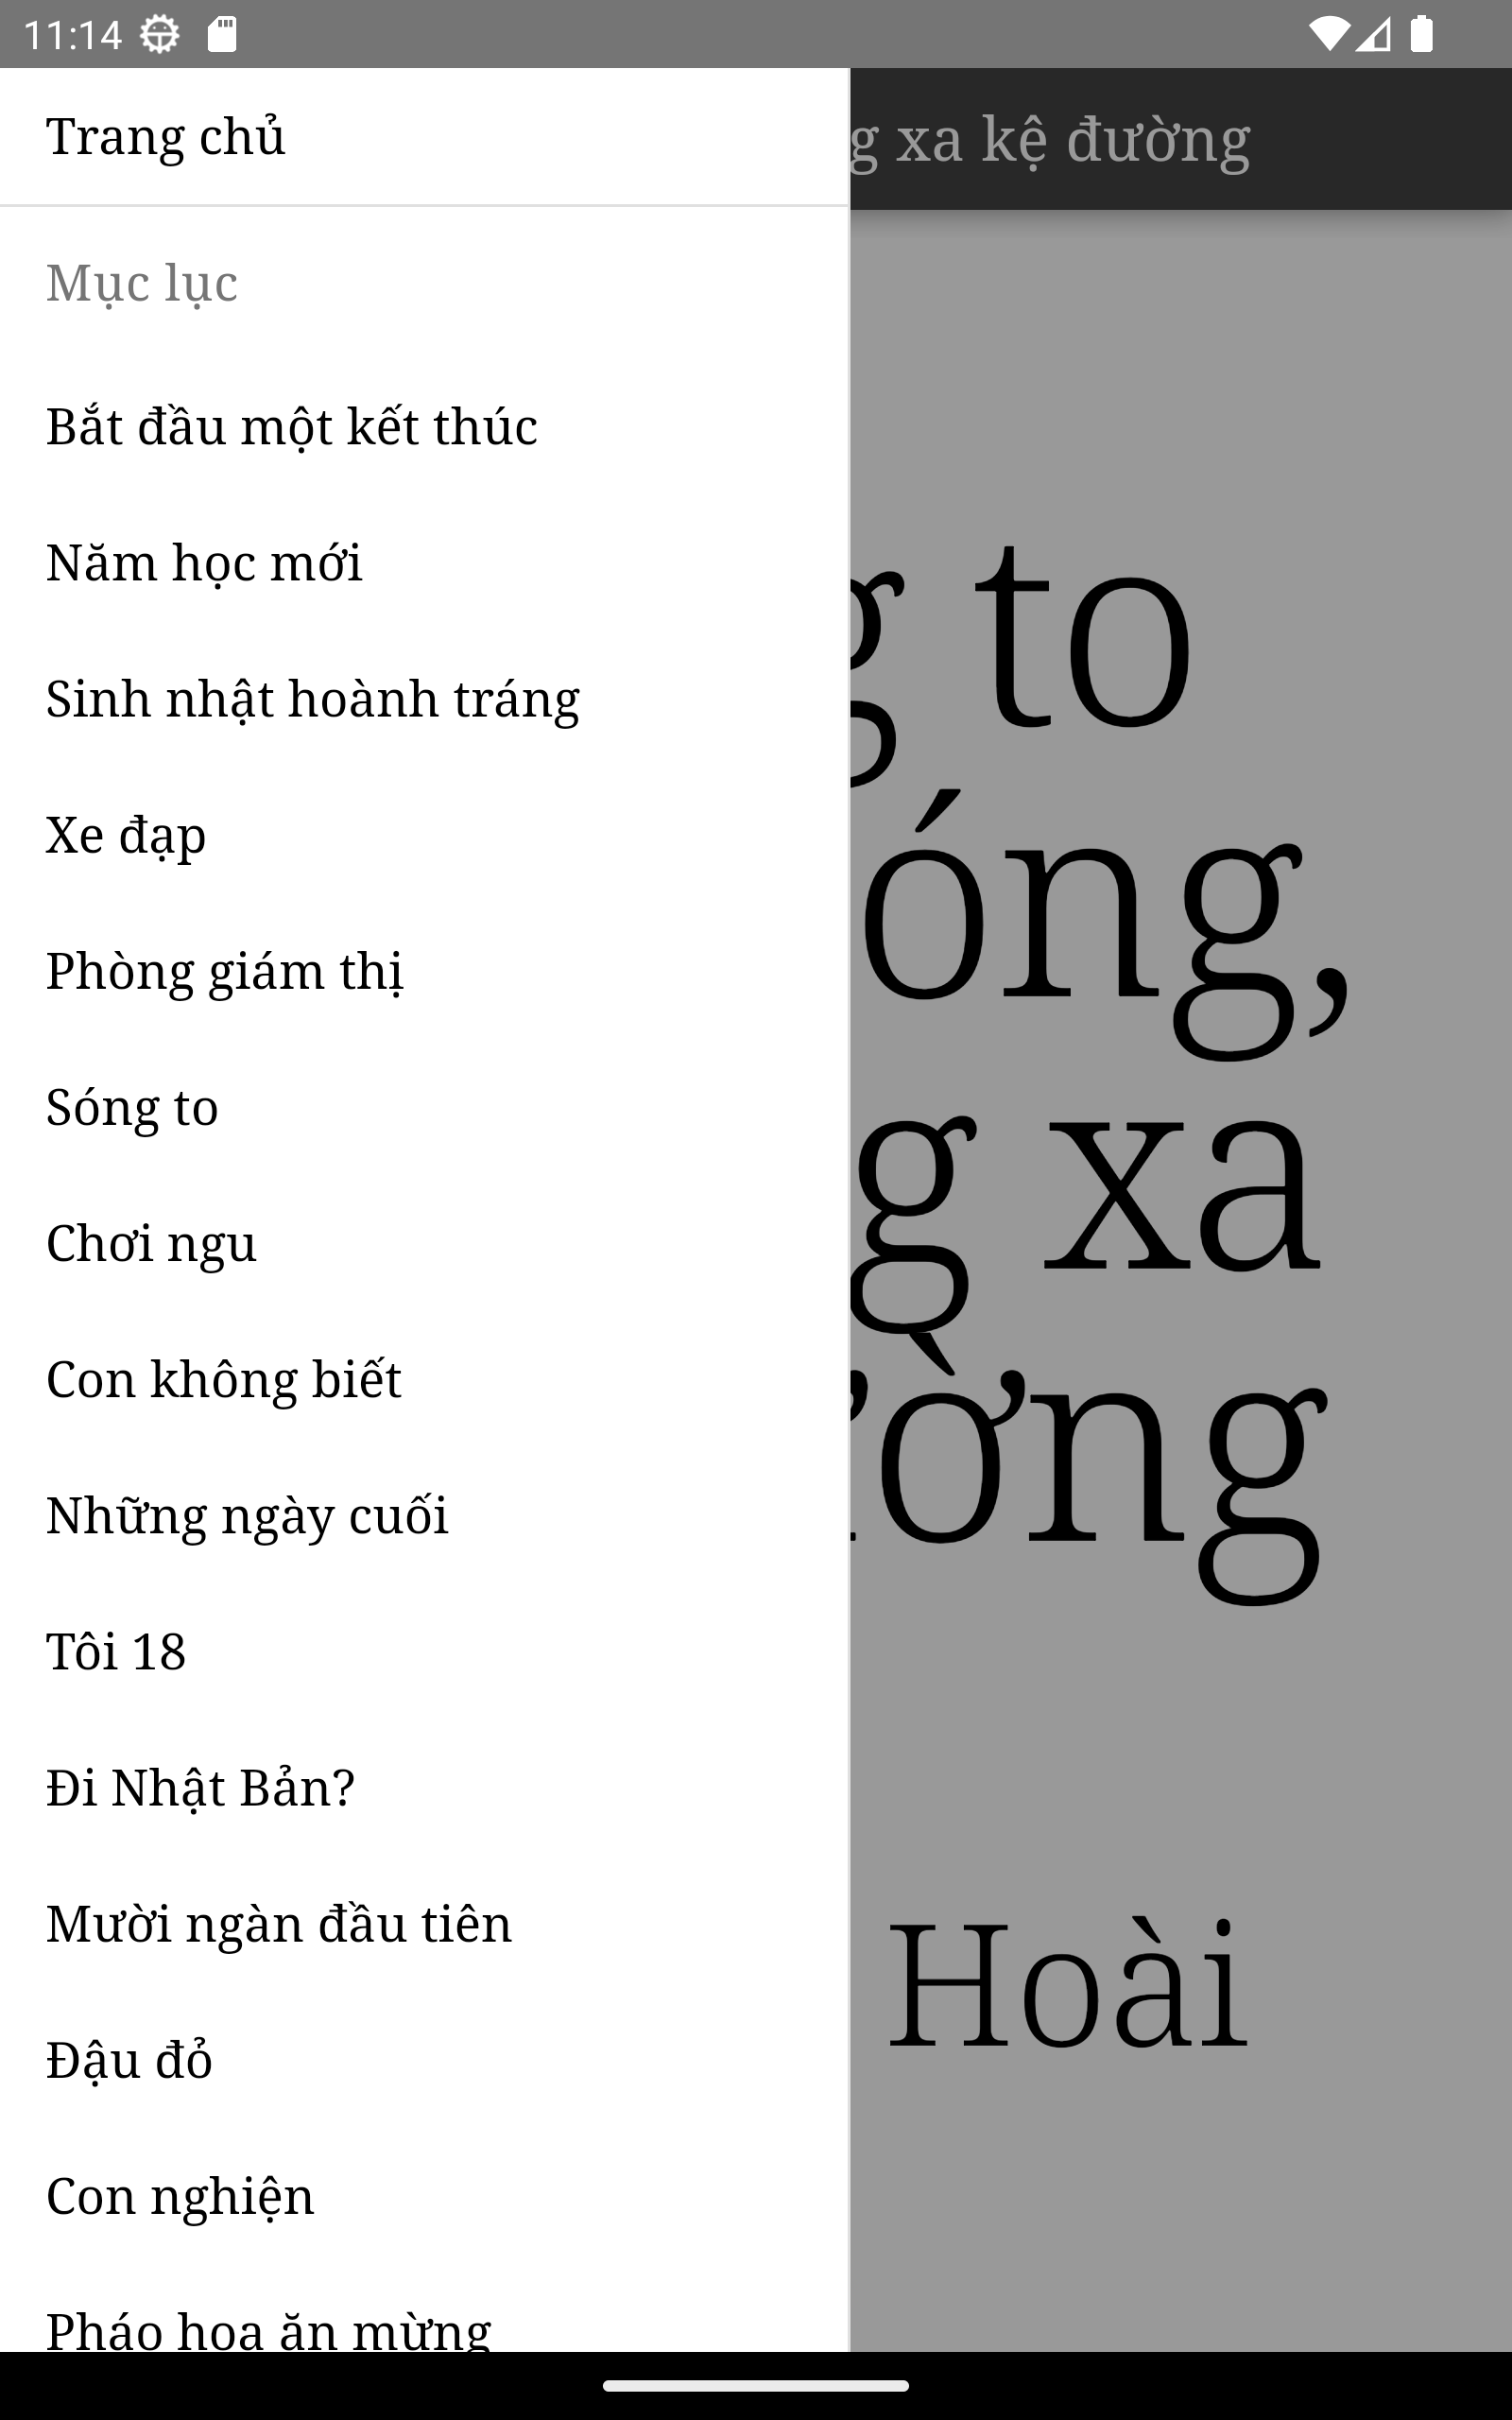 11:14
Trang chủ
g xa kệ đường
Mục lục
Bắt đầu một kết thúc
Năm học mới
Sinh nhật hoành tráng
Xe đạp
Phòng giám thị
Sóng to
Chơi ngu
Con không biết
Những ngày cuối
Tôi 18
Đi Nhật Bản?
Mười ngàn đầu tiên
Đậu đỏ
Con nghiện
Pháo hoa ăn mừng
g to
óng,
g xa
ờng
Hoài